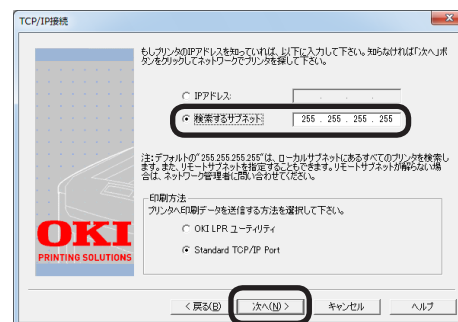 TCP/IP接続
もしプリンタのIPアドレスを知っていれば、以下に入力して下さい。知らなければ「次へ」ボ
タンをクリックしてネットワークでプリンタを探して下さい。
IPアドレス:
検索するサブネット:
255 . 255 . 255 . 255
注:デフォルトの"255.255.255.255"は、ローカルサブネットにあるすべてのプリンタを検索し
ます。また、リモートサブネットを指定することもできます。リモートサブネットが解らない場
合は、ネットワーク管理者に問い合わせてください。
印刷方法
プリンタへ印刷データを送信する方法を選択して下さい。
OKI LPR ユーティリティ
Standard TCP/IP Port
OKI
PRINTING SOLUTIONS
< 戻る(B)
次へ(N) >
キャンセル
ヘルプ